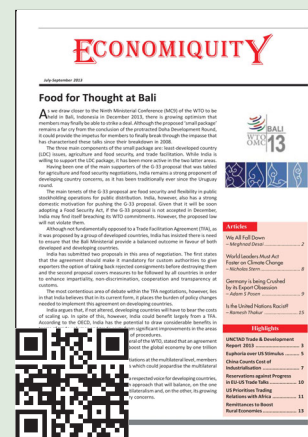 ECONOMIQUITY
July-September 2013
Food for Thought at Bali
As we draw closer to the Ninth Ministerial Conference (MC9) of the WTO to be
held in Bali, Indonesia in December 2013, there is growing optimism that
members may finally be able to strike a deal. Although the proposed "small package"
remains a far cry from the conclusion of the protracted Doha Development Round,
it could provide the impetus for members to finally break through the impasse that
has characterised these talks since their breakdown in 2008.
The three main components of the small package are: least developed country
(LDC) issues, agriculture and food security, and trade facilitation. While India is
willing to support the LDC package, it has been more active in the two latter areas.
Having been one of the main supporters of the G-33 proposal that was tabled
for agriculture and food security negotiations, India remains a strong proponent of
developing country concerns, as it has been traditionally ever since the Uruguay
round.
The main tenets of the G-33 proposal are food security and flexibility in public
stockholding operations for public distribution. India, however, also has a strong
domestic motivation for pushing the G-33 proposal. Given that it will be soon
adopting a Food Security Act, if the G-33 proposal is not accepted in December,
India may find itself breaching its WTO commitments. However, the proposed law
will not violate them.
Although not fundamentally opposed to a Trade Facilitation Agreement (TFA), as
it was proposed by a group of developed countries, India has insisted there is need
to ensure that the Bali Ministerial provide a balanced outcome in favour of both
developed and developing countries.
India has submitted two proposals in this area of negotiation. The first states
that the agreement should make it mandatory for custom authorities to give
exporters the option of taking back rejected consignments before destroying them
and the second proposal covers measures to be followed by all countries in order
to enhance impartiality, non-discrimination, cooperation and transparency at
customs.
The most contentious area of debate within the TFA negotiations, however, lies
in that India believes that in its current form, it places the burden of policy changes
needed to implement this agreement on developing countries.
India argues that, if not altered, developing countries will have to bear the costs
of scaling up. In spite of this, however, India could benefit largely from a TFA.
According to the OECD, India has the potential to draw considerable benefits in
significant improvements in the areas
of procedures.
of the WTO, stated that an agreement
boost the global economy by one trillion
at the multilateral level, members
which could jeopardise the multilateral
respected voice for developing countries,
approach that will balance, on the one
and, on the other, its growing
concerns.
BALI
WTO
OMC 13
Articles
We All Fall Down
– Meghnad Desai 2
World Leaders Must Act
Faster on Climate Change
– Nicholas Stern 8
Germany is being Crushed
by its Export Obsession
– Adam S Posen 9
Is the United Nations Racist?
– Ramesh Thakur 15
Highlights
UNCTAD Trade & Development
Report 2013 3
Euphoria over US Stimulus 5
China Counts Cost of
Industrialisation 7
Reservations against Progress
in EU-US Trade Talks 10
US Prioritises Trading
Relations with Africa 11
Remittances to Boost
Rural Economies 13